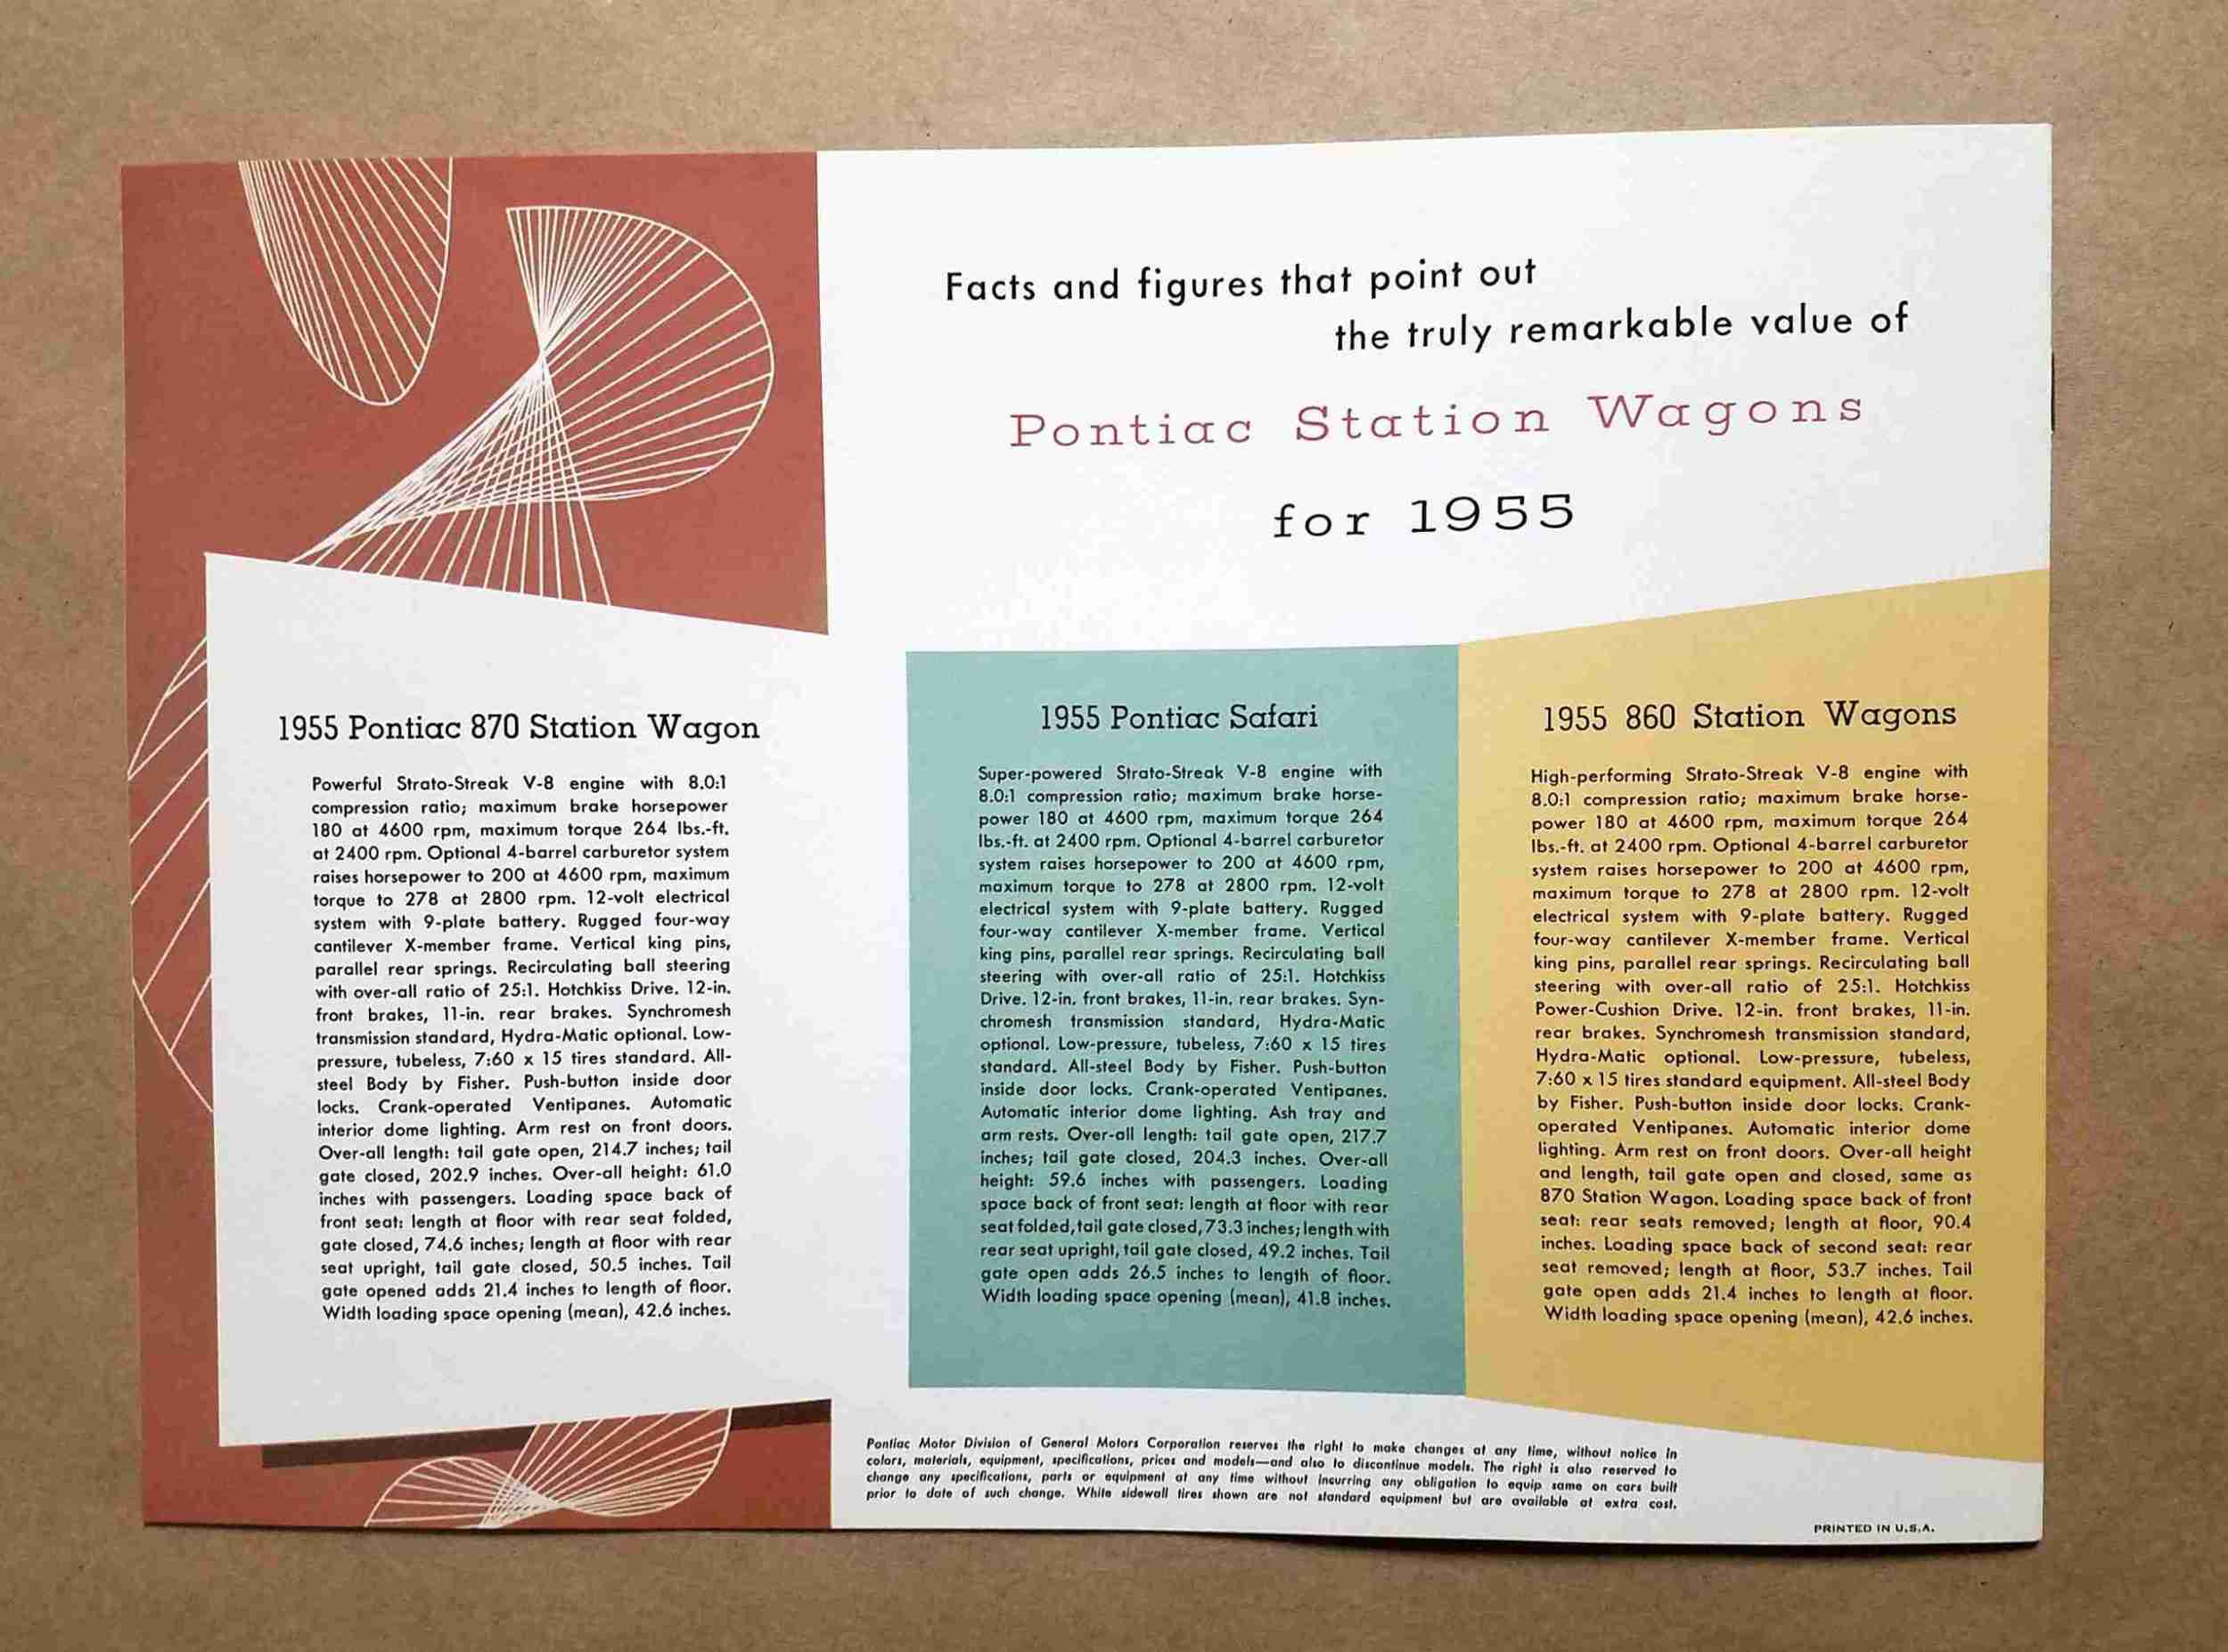 Facts and figures that point out
the truly remarkable value of
Pontiac Station Wagons
for 1955
1955 Pontiac 870 Station Wagon
Powerful Strato-Streak V-8 engine with 8.0:1
compression ratio; maximum brake horsepower
180 at 4600 rpm, maximum torque 264 lbs.-ft.
at 2400 rpm. Optional 4-barrel carburetor system
raises horsepower to 200 at 4600 rpm, maximum
torque to 278 at 2800 rpm. 12-volt electrical
system with 9-plate battery. Rugged four-way
cantilever X-member frame. Vertical king pins,
parallel rear springs. Recirculating ball steering
with over-all ratio of 25:1. Hotchkiss Drive. 12-in.
front brakes, 11-in. rear brakes. Synchromesh
transmission standard, Hydra-Matic optional. Low-
pressure, tubeless, 7:60 x 15 tires standard. All-
steel Body by Fisher. Push-button inside door
locks. Crank-operated Ventipanes. Automatic
interior dome lighting. Arm rest on front doors.
Over-all length: tail gate open, 214.7 inches; tail
gate closed, 202.9 inches. Over-all height: 61.0
inches with passengers. Loading space back of
front seat: length at floor with rear seat folded,
gate closed, 74.6 inches; length at floor with rear
seat upright, tail gate closed, 50.5 inches. Tail
gate opened adds 21.4 inches to length of floor.
Width loading space opening (mean), 42.6 inches.
1955 Pontiac Safari
Super-powered Strato-Streak V-8 engine with
8.0:1 compression ratio; maximum brake horse-
power 180 at 4600 rpm, maximum torque 264
lbs.-ft. at 2400 rpm. Optional 4-barrel carburetor
system raises horsepower to 200 at 4600 rpm,
maximum torque to 278 at 2800 rpm. 12-volt
electrical system with 9-plate battery. Rugged
four-way cantilever X-member frame. Vertical
king pins, parallel rear springs. Recirculating ball
steering with over-all ratio of 25:1. Hotchkiss
Drive. 12-in. front brakes, 11-in. rear brakes. Syn-
chromesh transmission standard, Hydra-Matic
optional. Low-pressure, tubeless, 7:60 x 15 tires
standard. All-steel Body by Fisher. Push-button
inside door locks. Crank-operated Ventipanes.
Automatic interior dome lighting. Ash tray and
arm rests. Over-all length: tail gate open, 217.7
inches; tail gate closed, 204.3 inches. Over-all
height: 59.6 inches with passengers. Loading
space back of front seat: length at floor with rear
seat folded, tail gate closed, 73.3 inches; length with
rear seat upright, tail gate closed, 49.2 inches. Tail
gate open adds 26.5 inches to length of floor.
Width loading space opening (mean), 41.8 inches.
1955 860 Station Wagons
High-performing Strato-Streak V-8 engine with
8.0:1 compression ratio; maximum brake horse-
power 180 at 4600 rpm, maximum torque 264
lbs.-ft. at 2400 rpm. Optional 4-barrel carburetor
system raises horsepower to 200 at 4600 rpm,
maximum torque to 278 at 2800 rpm. 12-volt
electrical system with 9-plate battery. Rugged
four-way cantilever X-member frame. Vertical
king pins, parallel rear springs. Recirculating ball
steering with over-all ratio of 25:1. Hotchkiss
Power-Cushion Drive. 12-in. front brakes, 11-in.
rear brakes. Synchromesh transmission standard,
Hydra-Matic optional. Low-pressure, tubeless,
7:60 x 15 tires standard equipment. All-steel Body
by Fisher. Push-button inside door locks. Crank-
operated Ventipanes. Automatic interior dome
lighting. Arm rest on front doors. Over-all height
and length, tail gate open and closed, same as
870 Station Wagon. Loading space back of front
seat: rear seats removed; length at floor, 90.4
inches. Loading space back of second seat: rear
seat removed; length at floor, 53.7 inches. Tail
gate open adds 21.4 inches to length at floor.
Width loading space opening (mean), 42.6 inches.
Pontiac Motor Division of General Motors Corporation reserves the right to make changes at any time, without notice in
colors, materials, equipment, specifications, prices and models—and also to discontinue models. The right is also reserved to
change any specifications, parts or equipment at any time without incurring any obligation to equip same on cars built
prior to date of such change. White sidewall tires shown are not standard equipment but are available at extra cost.
PRINTED IN U.S.A.